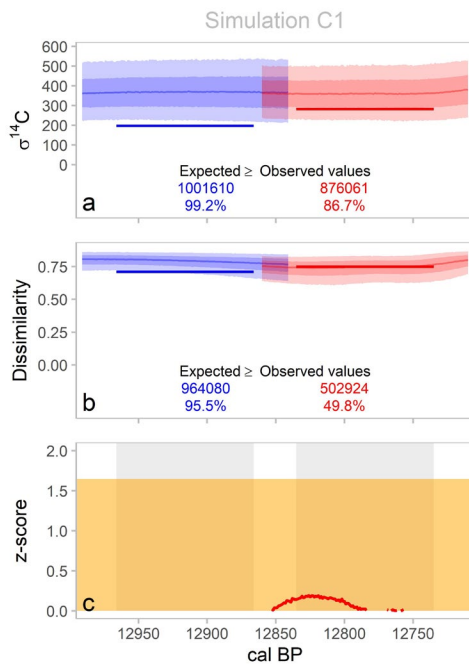 Simulation C1
600
500
400
300
200
100
0
σ¹⁴C
Expected ≥ Observed values
1001610 876061
99.2% 86.7%
a
0.75
0.50
0.25
0.00
Dissimilarity
Expected ≥ Observed values
964080 502924
95.5% 49.8%
b
2.0
1.5
1.0
0.5
0.0
z-score
c
12950 12900 12850 12800 12750
cal BP